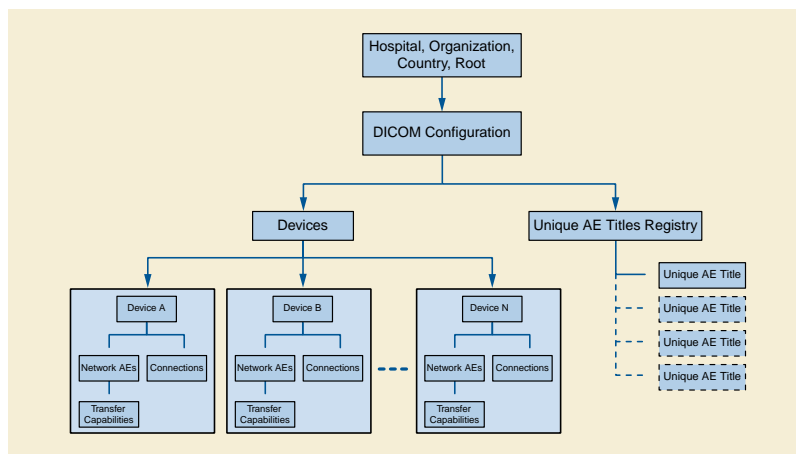 Hospital, Organization,
Country, Root
DICOM Configuration
Devices
Unique AE Titles Registry
Unique AE Title
Unique AE Title
Unique AE Title
Unique AE Title
Device A
Network AEs
Connections
Transfer
Capabilities
Device B
Network AEs
Connections
Transfer
Capabilities
Device N
Network AEs
Connections
Transfer
Capabilities